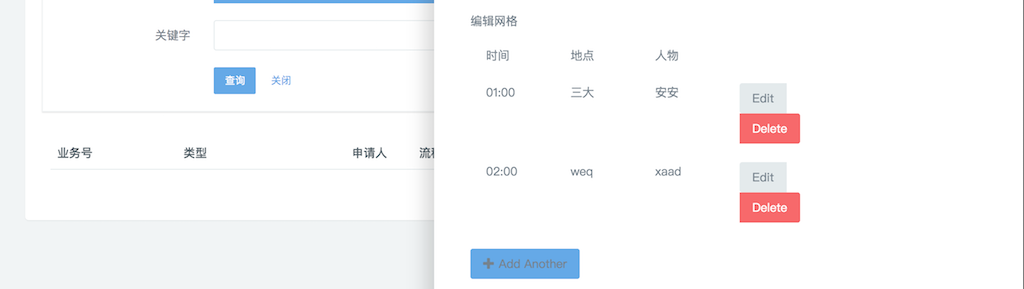 关键字
查询 关闭
业务号 类型 申请人
编辑网格
时间 地点 人物
01:00 三大 安安 Edit
Delete
02:00 weq xaad Edit
Delete
Add Another